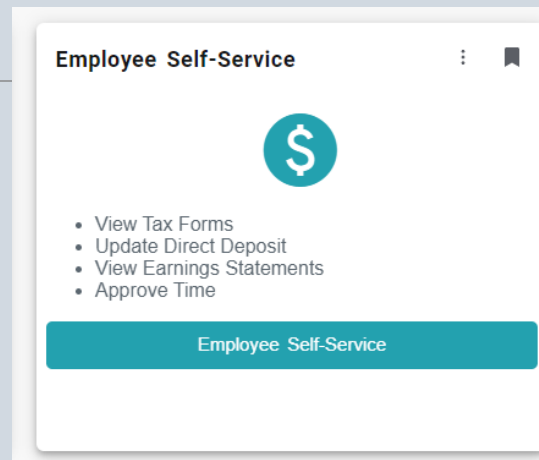 Employee Self-Service
$
View Tax Forms
Update Direct Deposit
View Earnings Statements
Approve Time
Employee Self-Service